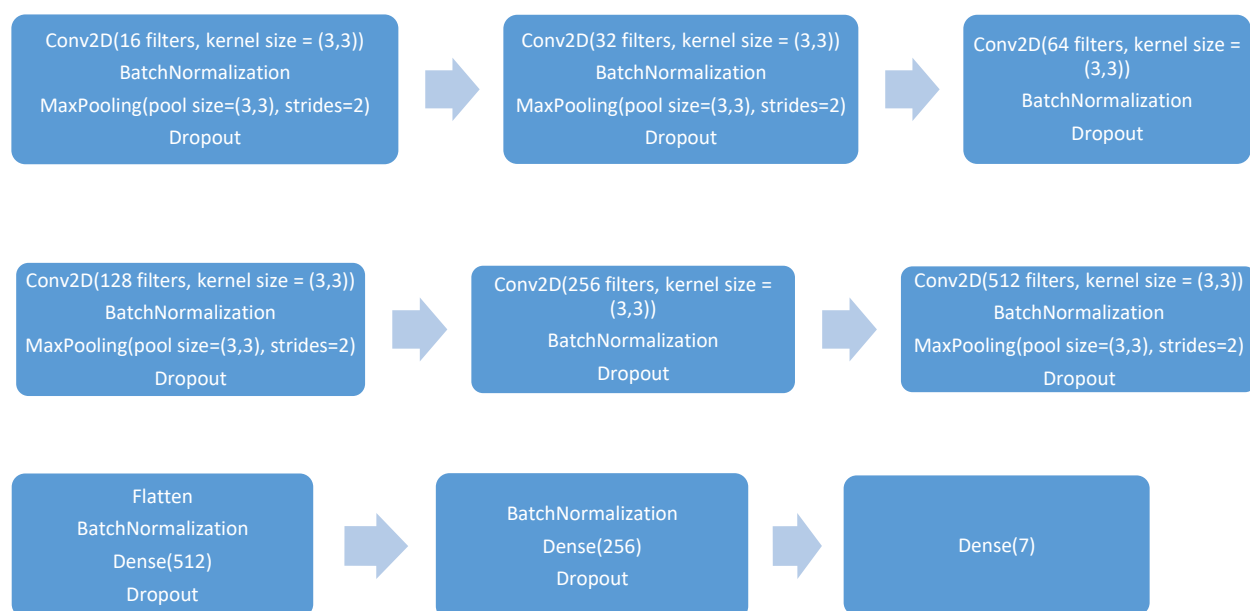 Conv2D(16 filters, kernel size = (3,3))
BatchNormalization
MaxPooling(pool size=(3,3), strides=2)
Dropout
Conv2D(32 filters, kernel size = (3,3))
BatchNormalization
MaxPooling(pool size=(3,3), strides=2)
Dropout
Conv2D(64 filters, kernel size =
(3,3))
BatchNormalization
Dropout
Conv2D(128 filters, kernel size = (3,3))
BatchNormalization
MaxPooling(pool size=(3,3), strides=2)
Dropout
Conv2D(256 filters, kernel size =
(3,3))
BatchNormalization
Dropout
Conv2D(512 filters, kernel size = (3,3))
BatchNormalization
MaxPooling(pool size=(3,3), strides=2)
Dropout
Flatten
BatchNormalization
Dense(512)
Dropout
BatchNormalization
Dense(256)
Dropout
Dense(7)